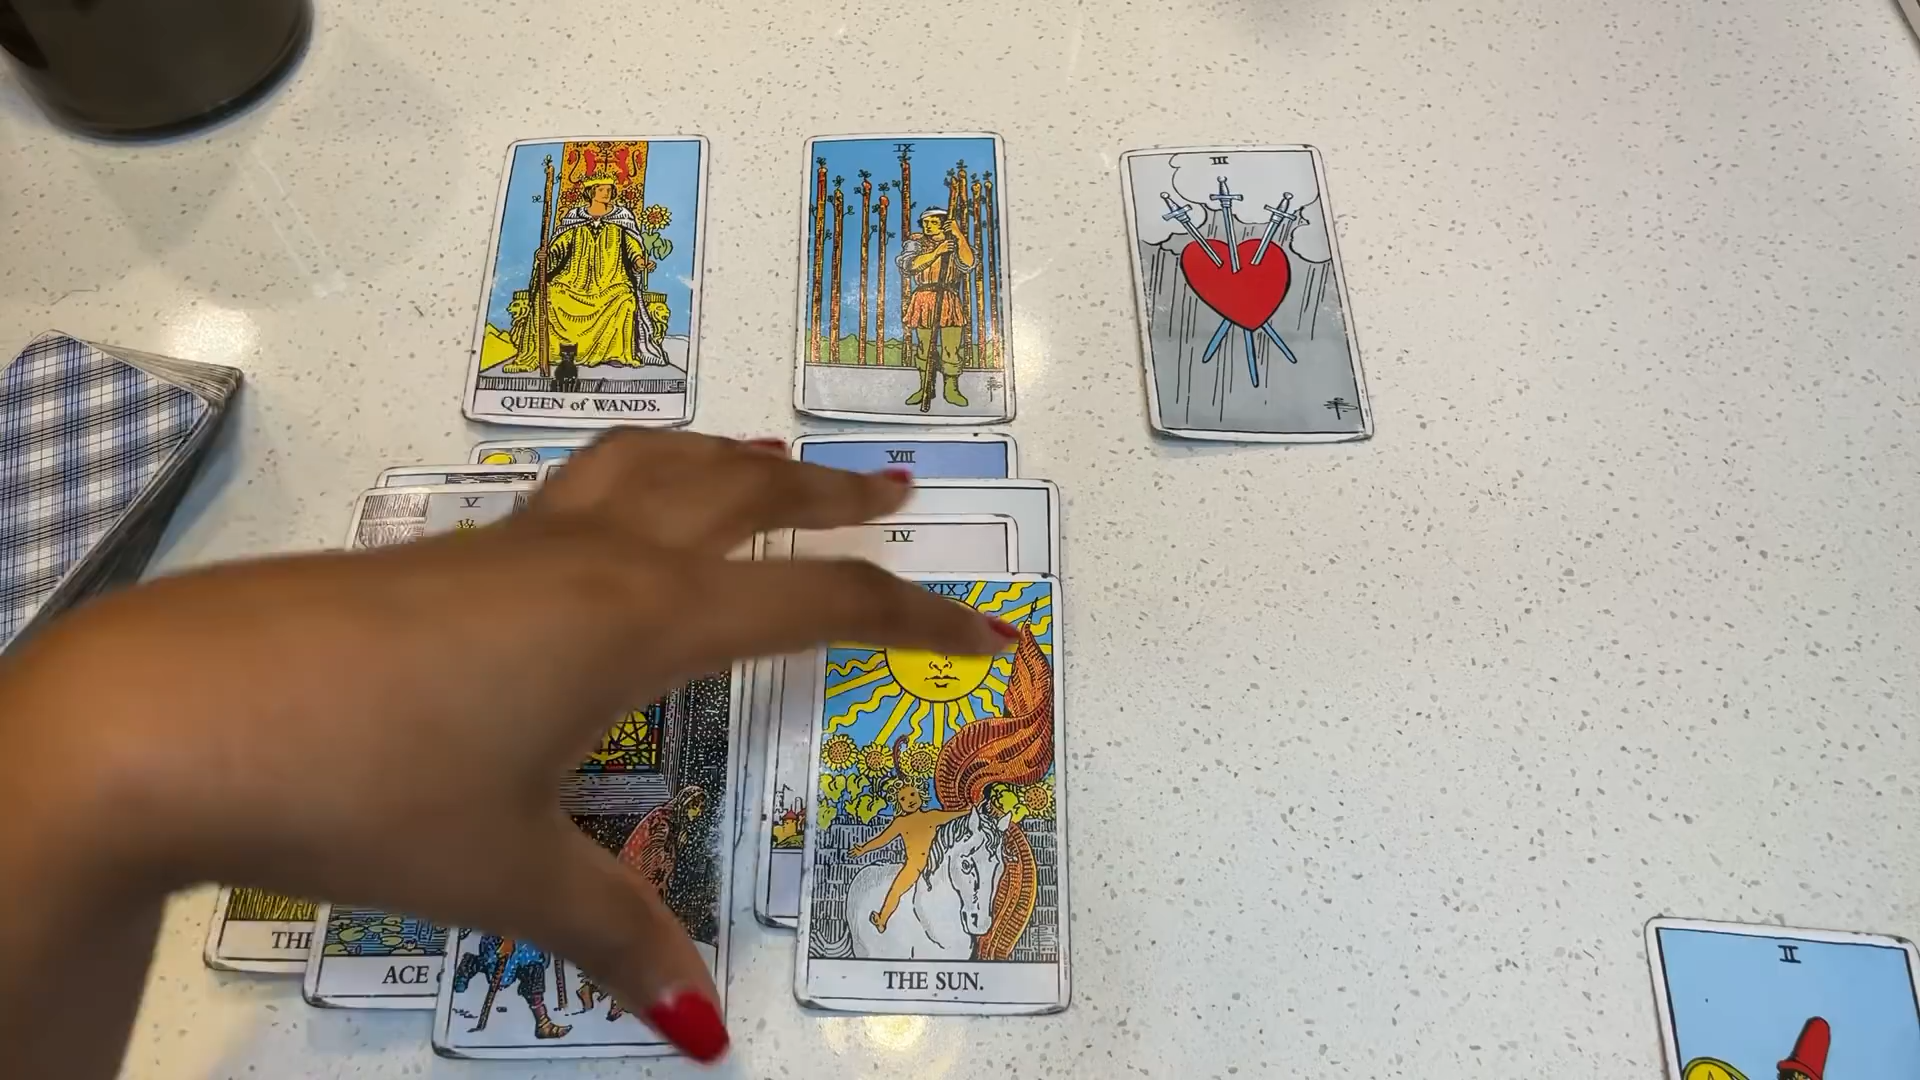 IX
III
QUEEN of WANDS.
VIII
V
IV
XIX
THE SUN.
THE
ACE
II